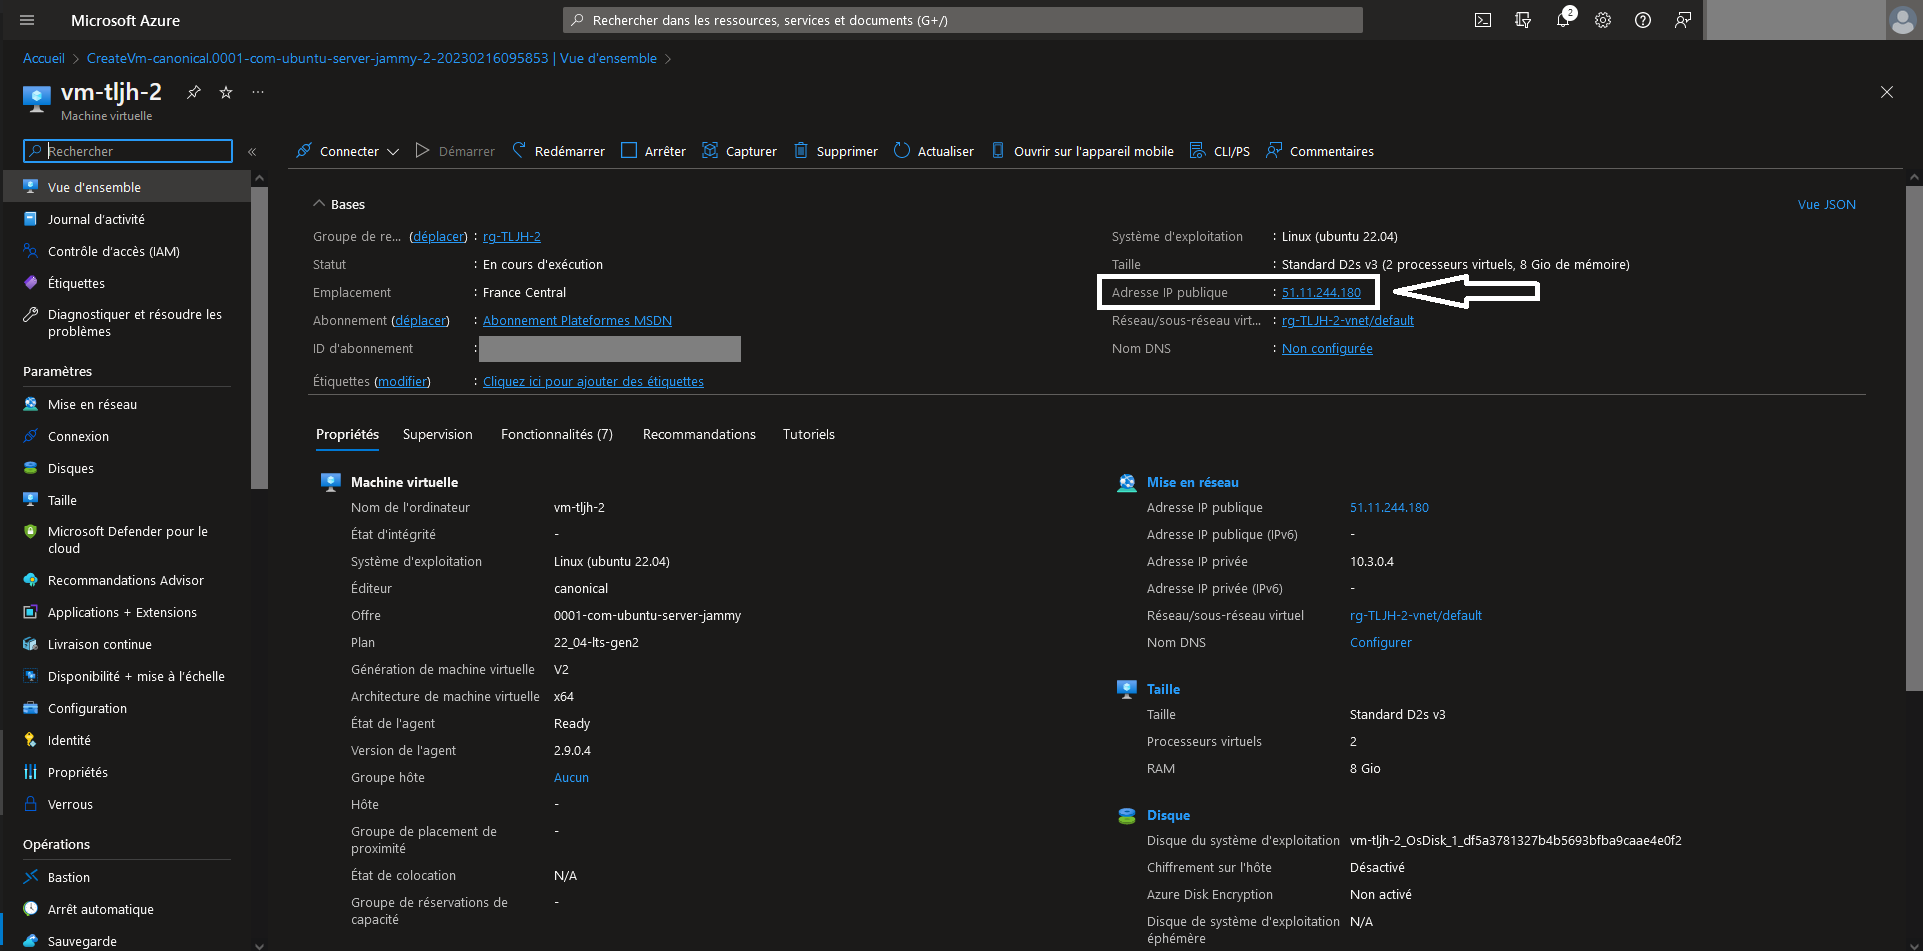 Microsoft Azure
Rechercher dans les ressources, services et documents (G+/)
2
Accueil > CreateVm-canonical.0001-com-ubuntu-server-jammy-2-20230216095853 | Vue d'ensemble >
vm-tljh-2
Machine virtuelle
Rechercher
Connecter Démarrer Redémarrer Arrêter Capturer Supprimer Actualiser Ouvrir sur l'appareil mobile CLI/PS Commentaires
Vue d'ensemble
Journal d'activité
Contrôle d'accès (IAM)
Étiquettes
Diagnostiquer et résoudre les
problèmes
Paramètres
Mise en réseau
Connexion
Disques
Taille
Microsoft Defender pour le
cloud
Recommandations Advisor
Applications + Extensions
Livraison continue
Disponibilité + mise à l'échelle
Configuration
Identité
Propriétés
Verrous
Opérations
Bastion
Arrêt automatique
Sauvegarde
Bases
Vue JSON
Groupe de re... (déplacer) : rg-TLJH-2
Statut : En cours d'exécution
Emplacement : France Central
Abonnement (déplacer) : Abonnement Plateformes MSDN
ID d'abonnement :
Étiquettes (modifier) : Cliquez ici pour ajouter des étiquettes
Système d'exploitation : Linux (ubuntu 22.04)
Taille : Standard D2s v3 (2 processeurs virtuels, 8 Gio de mémoire)
Adresse IP publique : 51.11.244.180
Réseau/sous-réseau virt... : rg-TLJH-2-vnet/default
Nom DNS : Non configurée
Propriétés Supervision Fonctionnalités (7) Recommandations Tutoriels
Machine virtuelle
Nom de l'ordinateur vm-tljh-2
État d'intégrité -
Système d'exploitation Linux (ubuntu 22.04)
Éditeur canonical
Offre 0001-com-ubuntu-server-jammy
Plan 22_04-lts-gen2
Génération de machine virtuelle V2
Architecture de machine virtuelle x64
État de l'agent Ready
Version de l'agent 2.9.0.4
Groupe hôte Aucun
Hôte -
Groupe de placement de -
proximité
État de colocation N/A
Groupe de réservations de -
capacité
Mise en réseau
Adresse IP publique 51.11.244.180
Adresse IP publique (IPv6) -
Adresse IP privée 10.3.0.4
Adresse IP privée (IPv6) -
Réseau/sous-réseau virtuel rg-TLJH-2-vnet/default
Nom DNS Configurer
Taille
Taille Standard D2s v3
Processeurs virtuels 2
RAM 8 Gio
Disque
Disque du système d'exploitation vm-tljh-2_OsDisk_1_df5a3781327b4b5693bfba9caae4e0f2
Chiffrement sur l'hôte Désactivé
Azure Disk Encryption Non activé
Disque de système d'exploitation N/A
éphémère